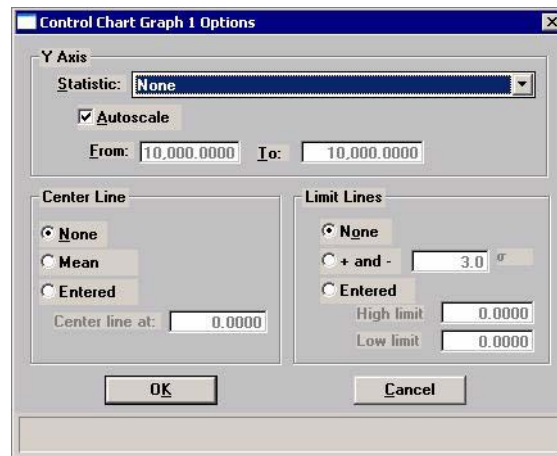 Control Chart Graph 1 Options
Y Axis
Statistic: None
Autoscale
From: 10,000.0000 To: 10,000.0000
Center Line
None
Mean
Entered
Center line at: 0.0000
Limit Lines
None
+ and - 3.0 σ
Entered
High limit 0.0000
Low limit 0.0000
OK
Cancel